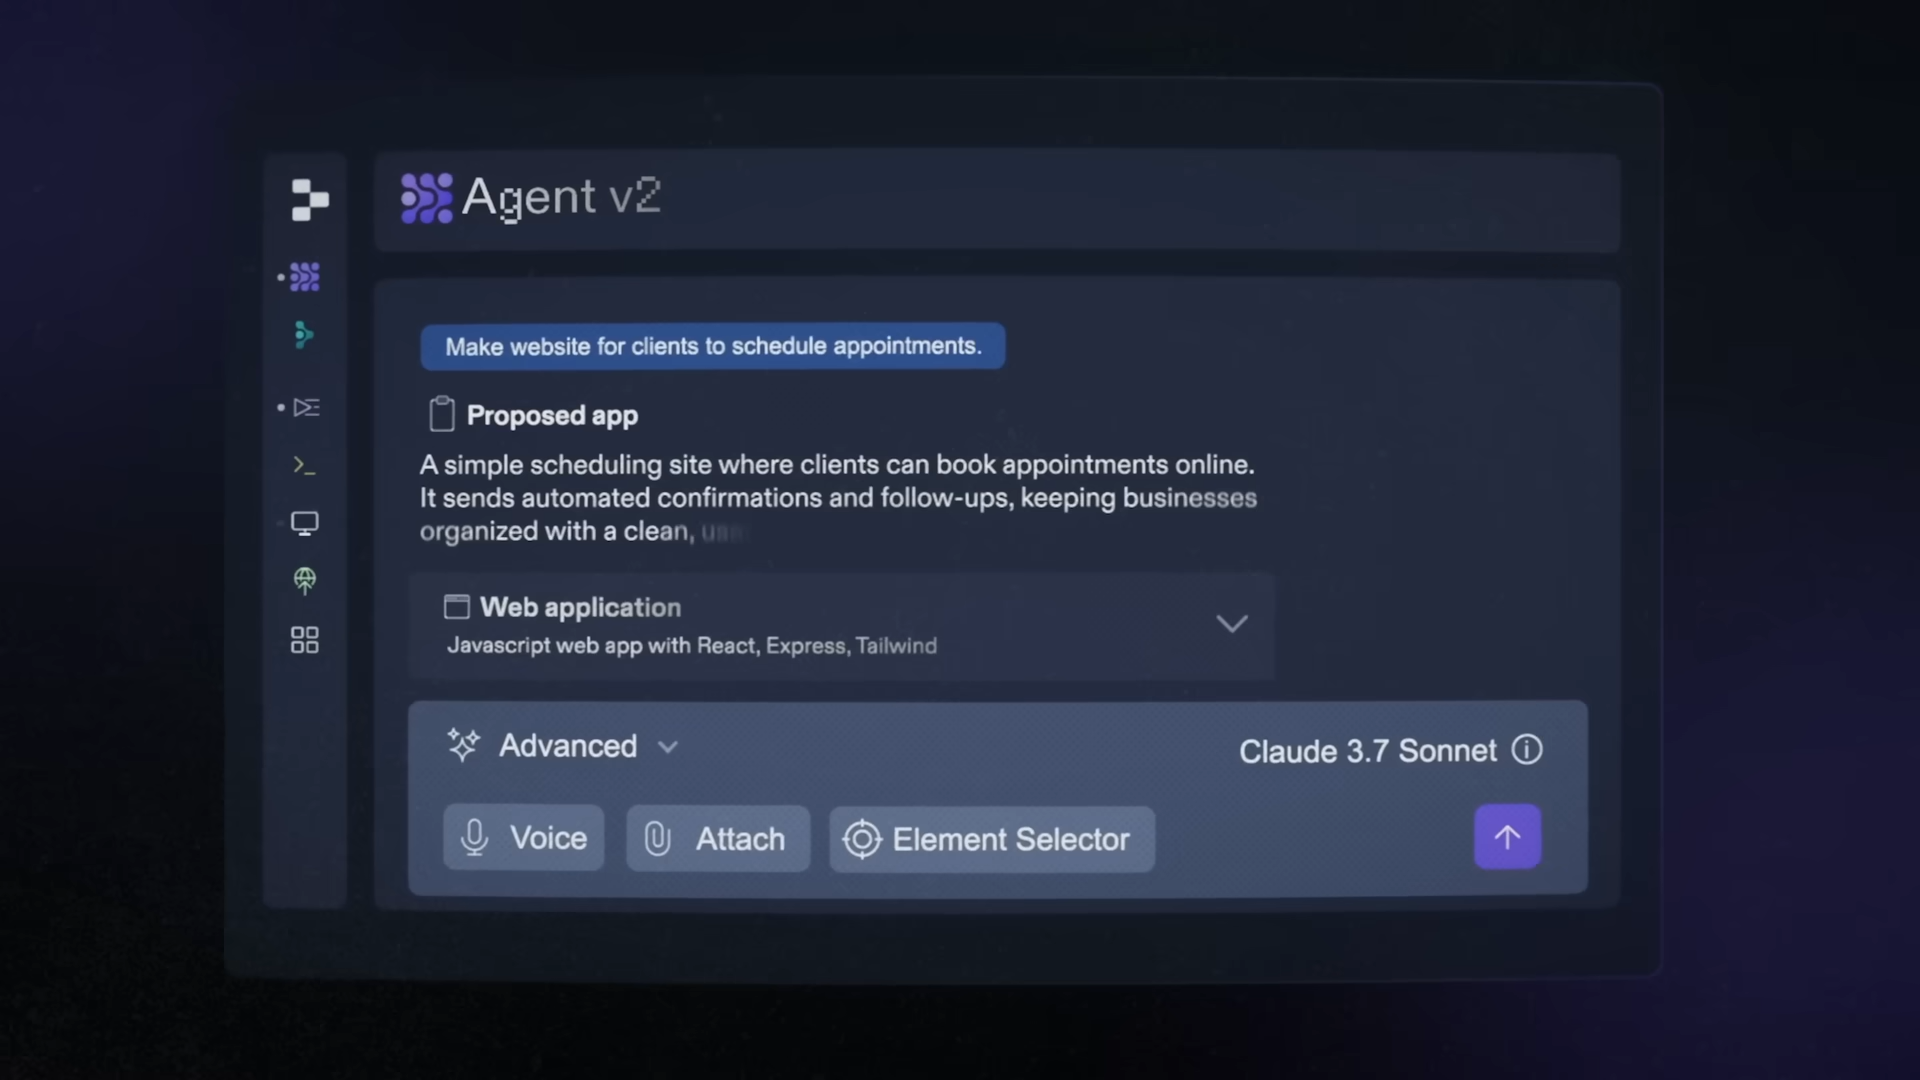 Agent v2
Make website for clients to schedule appointments.
Proposed app
A simple scheduling site where clients can book appointments online.
It sends automated confirmations and follow-ups, keeping businesses
organized with a clean,
Web application
Javascript web app with React, Express, Tailwind
Advanced
Claude 3.7 Sonnet
Voice
Attach
Element Selector